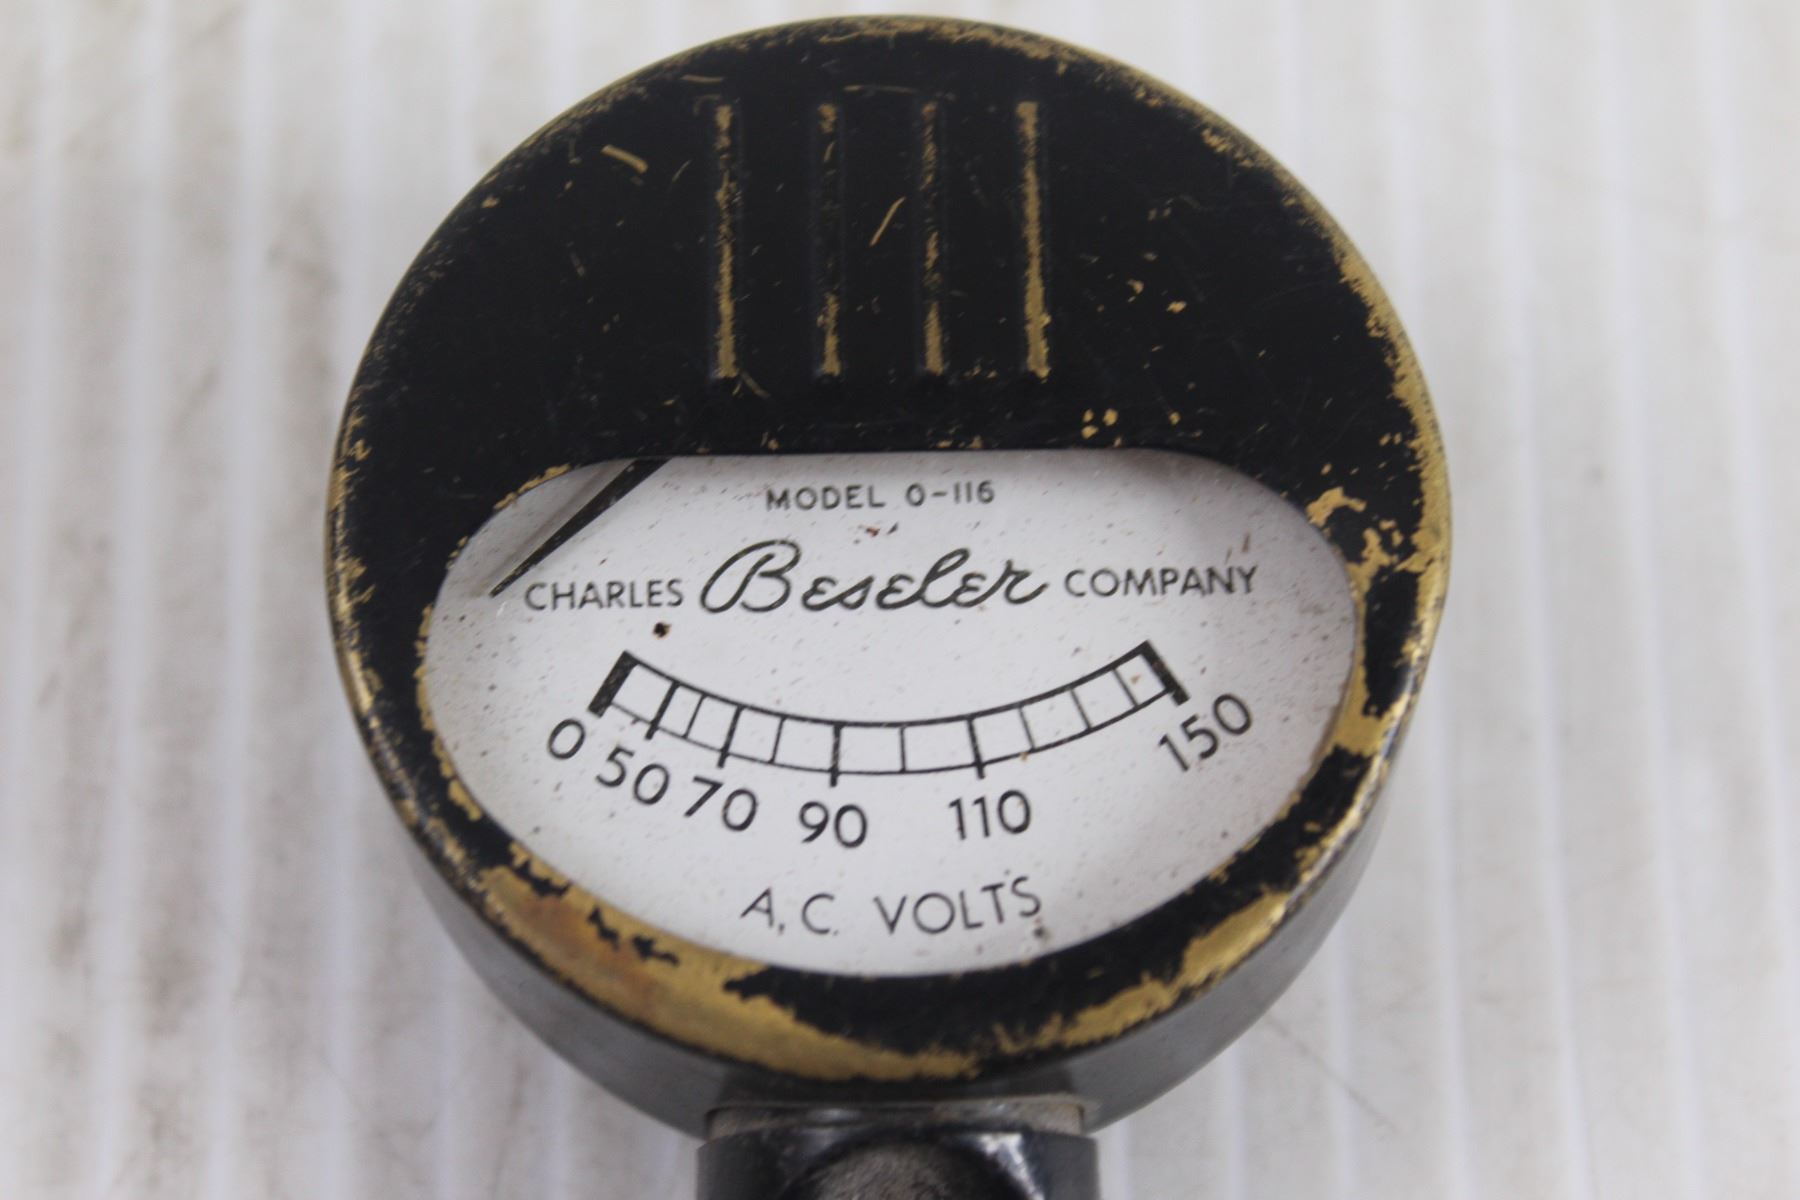 MODEL 0-116
CHARLES Beseler COMPANY
0 50 70 90 110 150
A.C. VOLTS